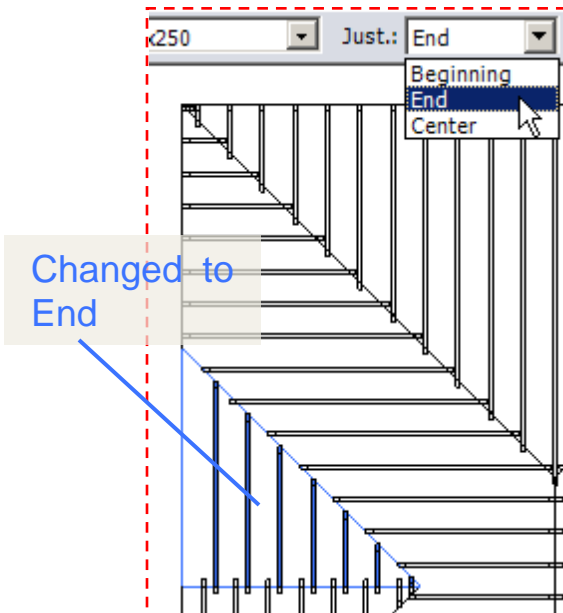 x250 Just.: End
Beginning
End
Center
Changed to
End